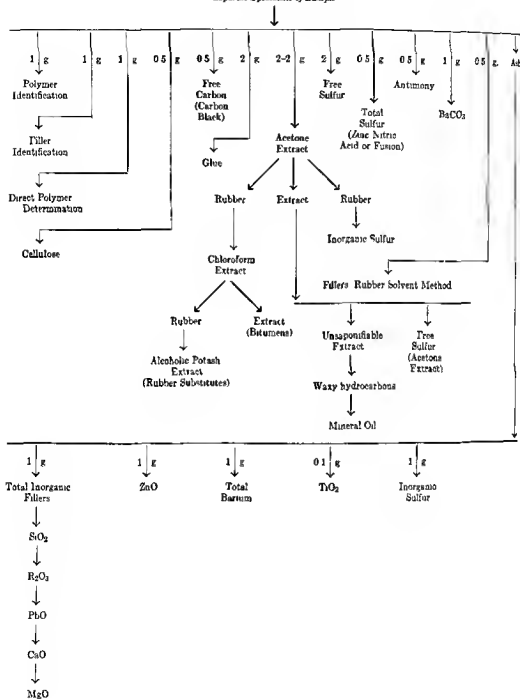 1 g 1 g 1 g 0 5 g 0 5 g 2 g 2-2 g 2 g 0 5 g 0 5 g 1 g 0 5 g. Ash
Polymer
Identification
Filler
Identification
Direct Polymer
Determination
Cellulose
Free
Carbon
(Carbon
Black)
Glue
Acetone
Extract
Free
Sulfur
Total
Sulfur
(Zinc Nitric
Acid or Fusion)
Antimony
BaCO3
Rubber
Extract
Rubber
Inorganic Sulfur
Chloroform
Extract
Fillers Rubber Solvent Method
Rubber
Extract
(Bitumens)
Alcoholic Potash
Extract
(Rubber Substitutes)
Unsaponifiable
Extract
Free
Sulfur
(Acetone
Extract)
Waxy hydrocarbons
Mineral Oil
1 g 1 g 1 g 0 1 g 1 g
Total Inorganic
Fillers
ZnO
Total
Barium
TiO2
Inorganic
Sulfur
SiO2
R2O3
PbO
CaO
MgO